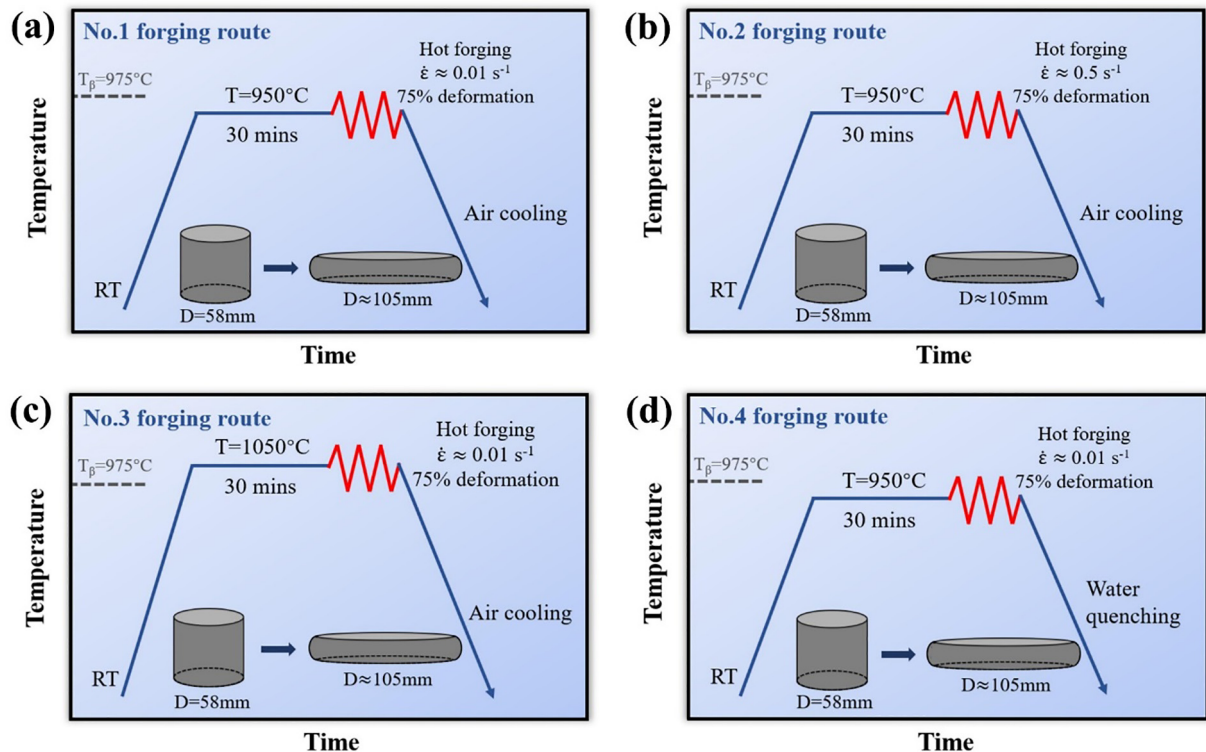 (a)
No.1 forging route
Tβ=975°C
T=950°C
30 mins
Hot forging
ε̇ ≈ 0.01 s⁻¹
75% deformation
Air cooling
RT
D=58mm
D≈105mm
Temperature
Time
(b)
No.2 forging route
Tβ=975°C
T=950°C
30 mins
Hot forging
ε̇ ≈ 0.5 s⁻¹
75% deformation
Air cooling
RT
D=58mm
D≈105mm
Temperature
Time
(c)
No.3 forging route
Tβ=975°C
T=1050°C
30 mins
Hot forging
ε̇ ≈ 0.01 s⁻¹
75% deformation
Air cooling
RT
D=58mm
D≈105mm
Temperature
Time
(d)
No.4 forging route
Tβ=975°C
T=950°C
30 mins
Hot forging
ε̇ ≈ 0.01 s⁻¹
75% deformation
Water
quenching
RT
D=58mm
D≈105mm
Temperature
Time